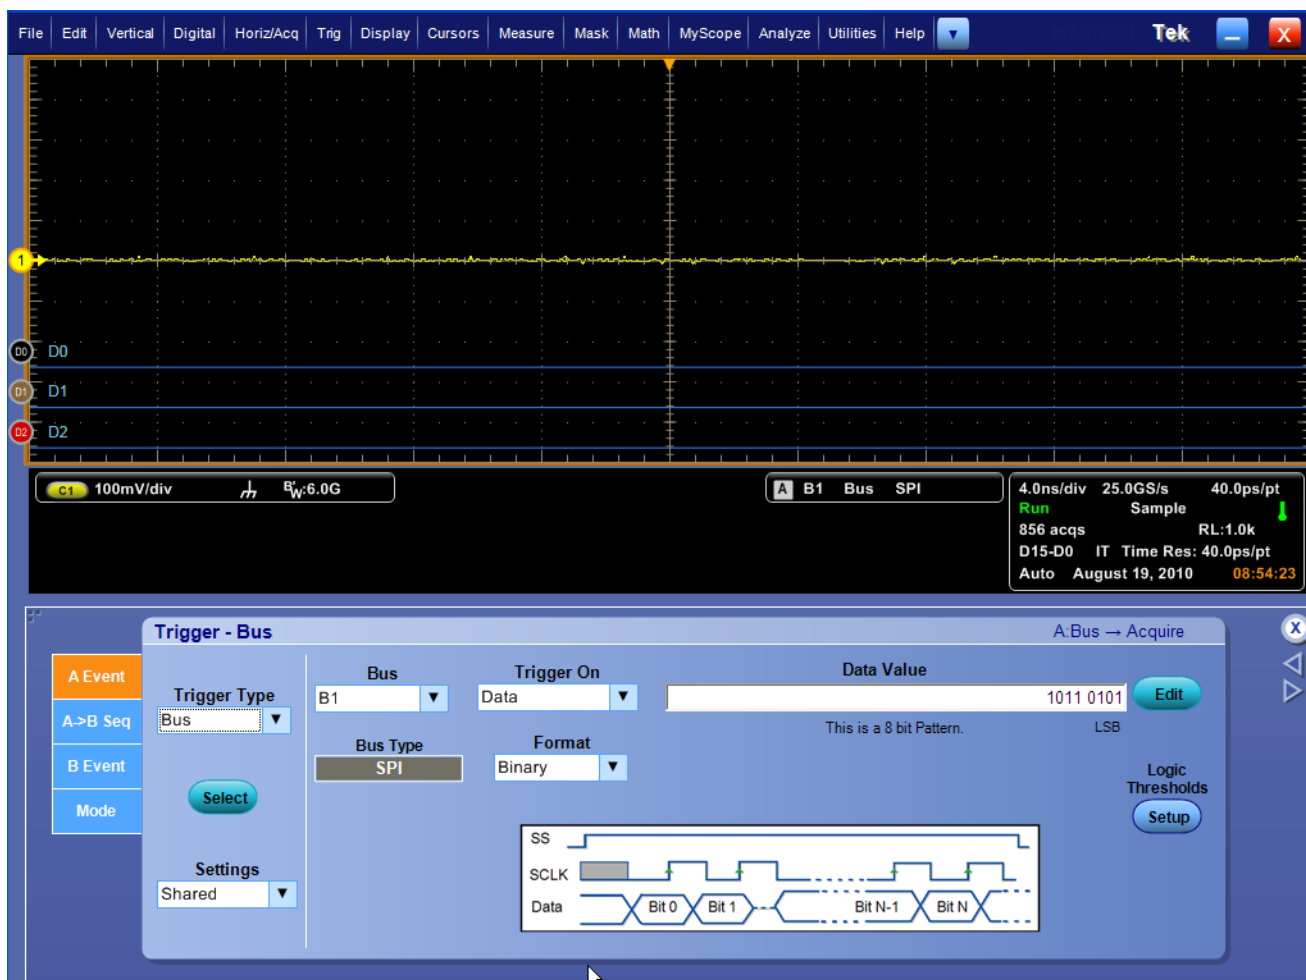 File Edit Vertical Digital Horiz/Acq Trig Display Cursors Measure Mask Math MyScope Analyze Utilities Help Tek X
1
D0 D0
D1 D1
D2 D2
C1 100mV/div BW:6.0G
A B1 Bus SPI
4.0ns/div 25.0GS/s 40.0ps/pt
Run Sample
856 acqs RL:1.0k
D15-D0 IT Time Res: 40.0ps/pt
Auto August 19, 2010 08:54:23
Trigger - Bus A:Bus → Acquire X
A Event
A->B Seq
B Event
Mode
Trigger Type
Bus
Select
Settings
Shared
Bus
B1
Bus Type
SPI
Trigger On
Data
Format
Binary
Data Value
1011 0101 Edit
This is a 8 bit Pattern. LSB
Logic
Thresholds
Setup
SS
SCLK
Data Bit 0 Bit 1 Bit N-1 Bit N